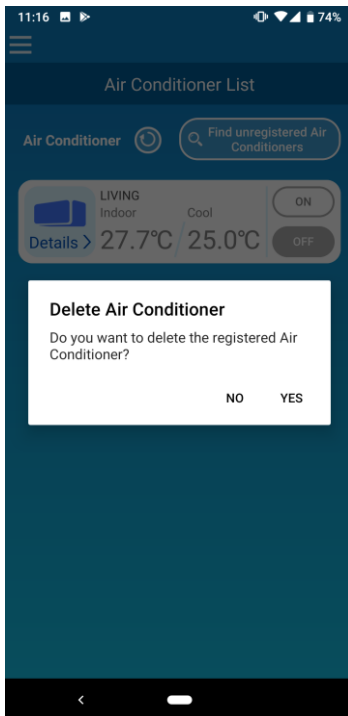 11:16 74%
Air Conditioner List
Air Conditioner
Find unregistered Air
Conditioners
LIVING
Indoor Cool
ON
Details > 27.7℃ 25.0℃
OFF
Delete Air Conditioner
Do you want to delete the registered Air
Conditioner?
NO YES